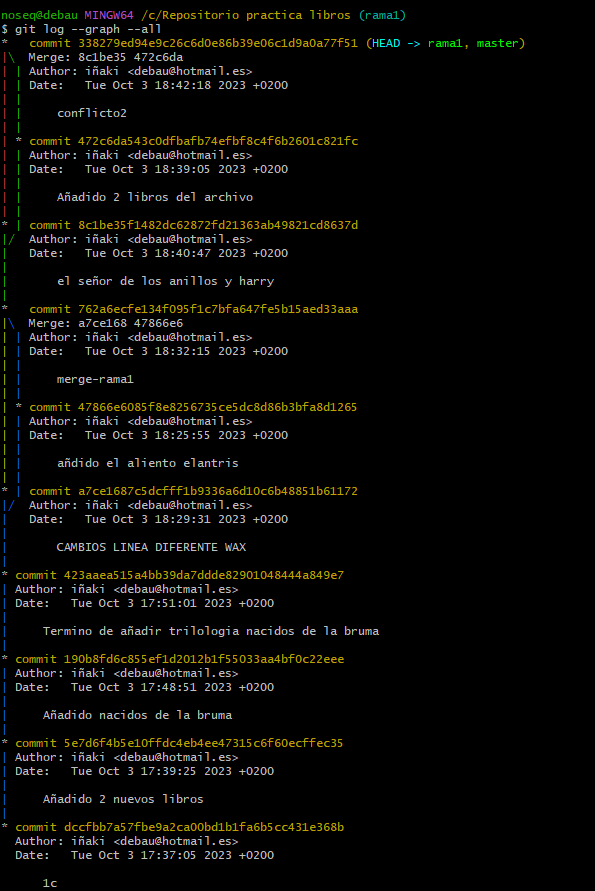 noseq@debau MINGW64 /c/Repositorio practica libros (rama1)
$ git log --graph --all
*   commit 338279ed94e9c26c6d0e86b39e06c1d9a0a77f51 (HEAD -> rama1, master)
|\  Merge: 8c1be35 472c6da
| | Author: iñaki <debau@hotmail.es>
| | Date:   Tue Oct 3 18:42:18 2023 +0200
| |
| |     conflicto2
| |
| * commit 472c6da543c0dfbafb74efbf8c4f6b2601c821fc
| | Author: iñaki <debau@hotmail.es>
| | Date:   Tue Oct 3 18:39:05 2023 +0200
| |
| |     Añadido 2 libros del archivo
| |
* | commit 8c1be35f1482dc62872fd21363ab49821cd8637d
|/  Author: iñaki <debau@hotmail.es>
|   Date:   Tue Oct 3 18:40:47 2023 +0200
|
|       el señor de los anillos y harry
|
*   commit 762a6ecfe134f095f1c7bfa647fe5b15aed33aaa
|\  Merge: a7ce168 47866e6
| | Author: iñaki <debau@hotmail.es>
| | Date:   Tue Oct 3 18:32:15 2023 +0200
| |
| |     merge-rama1
| |
| * commit 47866e6085f8e8256735ce5dc8d86b3bfa8d1265
| | Author: iñaki <debau@hotmail.es>
| | Date:   Tue Oct 3 18:25:55 2023 +0200
| |
| |     añdido el aliento elantris
| |
* | commit a7ce1687c5dcfff1b9336a6d10c6b48851b61172
|/  Author: iñaki <debau@hotmail.es>
|   Date:   Tue Oct 3 18:29:31 2023 +0200
|
|       CAMBIOS LINEA DIFERENTE WAX
|
* commit 423aaea515a4bb39da7ddde82901048444a849e7
| Author: iñaki <debau@hotmail.es>
| Date:   Tue Oct 3 17:51:01 2023 +0200
|
|     Termino de añadir trilologia nacidos de la bruma
|
* commit 190b8fd6c855ef1d2012b1f55033aa4bf0c22eee
| Author: iñaki <debau@hotmail.es>
| Date:   Tue Oct 3 17:48:51 2023 +0200
|
|     Añadido nacidos de la bruma
|
* commit 5e7d6f4b5e10ffdc4eb4ee47315c6f60ecffec35
| Author: iñaki <debau@hotmail.es>
| Date:   Tue Oct 3 17:39:25 2023 +0200
|
|     Añadido 2 nuevos libros
|
* commit dccfbb7a57fbe9a2ca00bd1b1fa6b5cc431e368b
  Author: iñaki <debau@hotmail.es>
  Date:   Tue Oct 3 17:37:05 2023 +0200

      1c